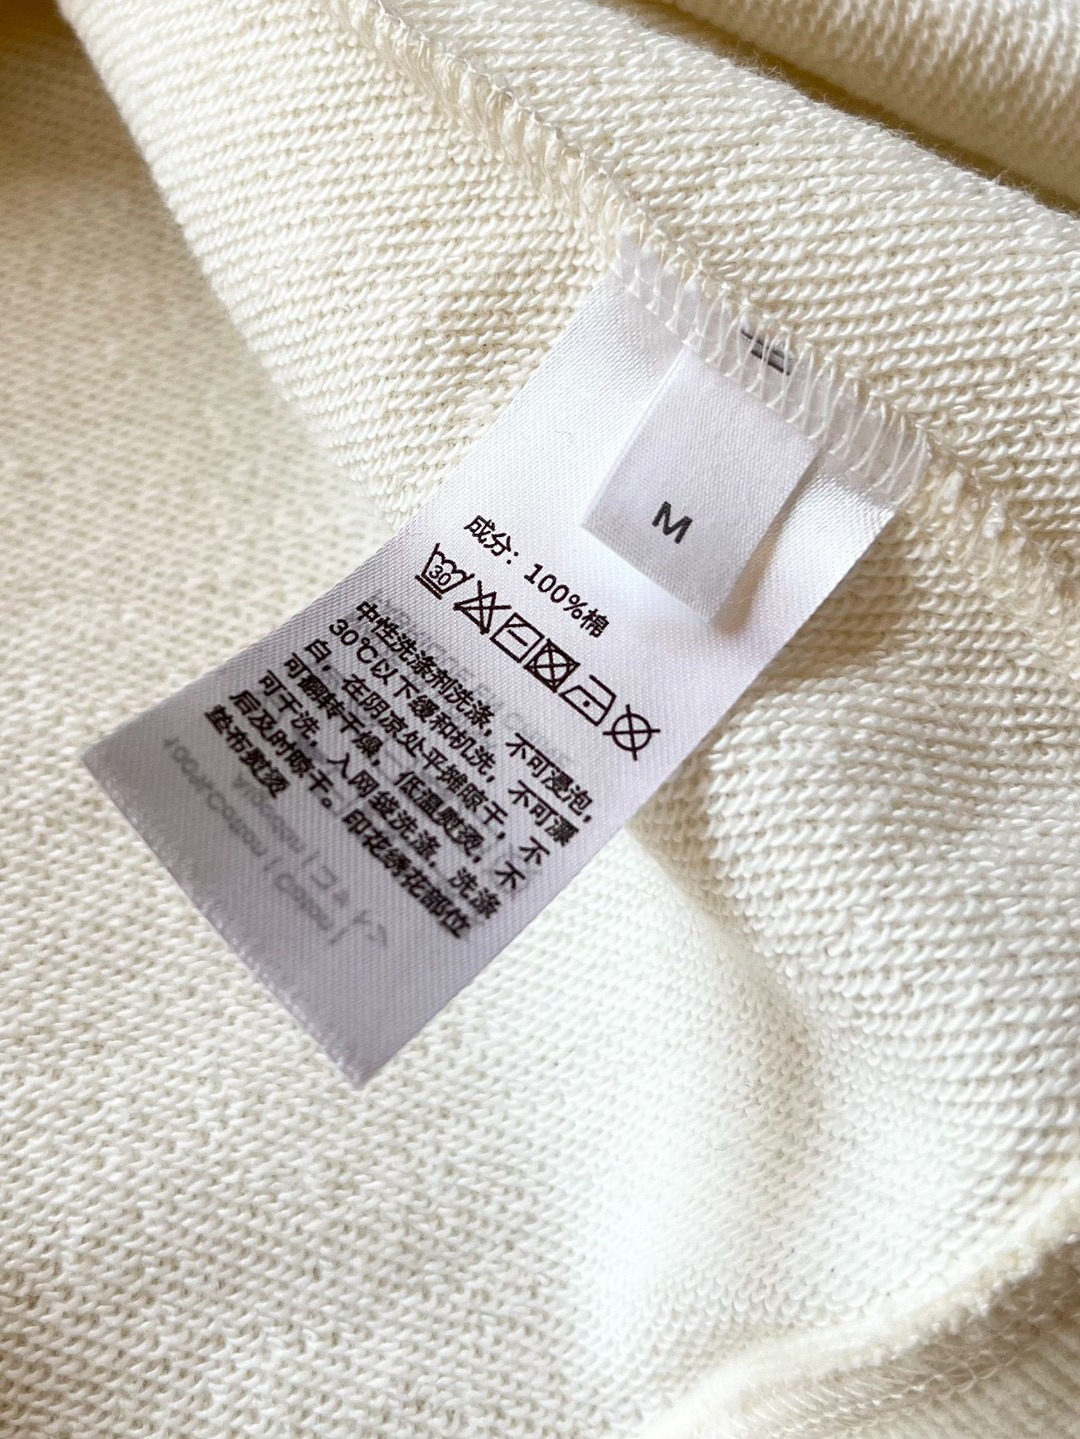 M
成分：100%棉
30
中性洗涤剂洗涤，不可浸泡，
30℃以下缓和机洗，不可漂
白，在阴凉处平摊晾干，不
可翻转干燥，低温熨烫，不
可干洗，入网袋洗涤，洗涤
后及时晾干。印花绣花部位
垫布熨烫